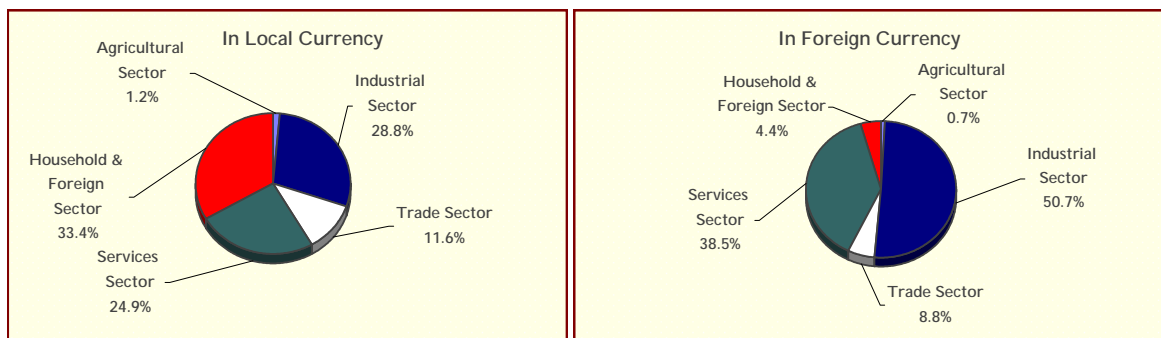 In Local Currency
Agricultural
Sector
1.2%
Industrial
Sector
28.8%
Household &
Foreign
Sector
33.4%
Trade Sector
11.6%
Services
Sector
24.9%
In Foreign Currency
Household &
Foreign Sector
4.4%
Agricultural
Sector
0.7%
Industrial
Sector
50.7%
Services
Sector
38.5%
Trade Sector
8.8%